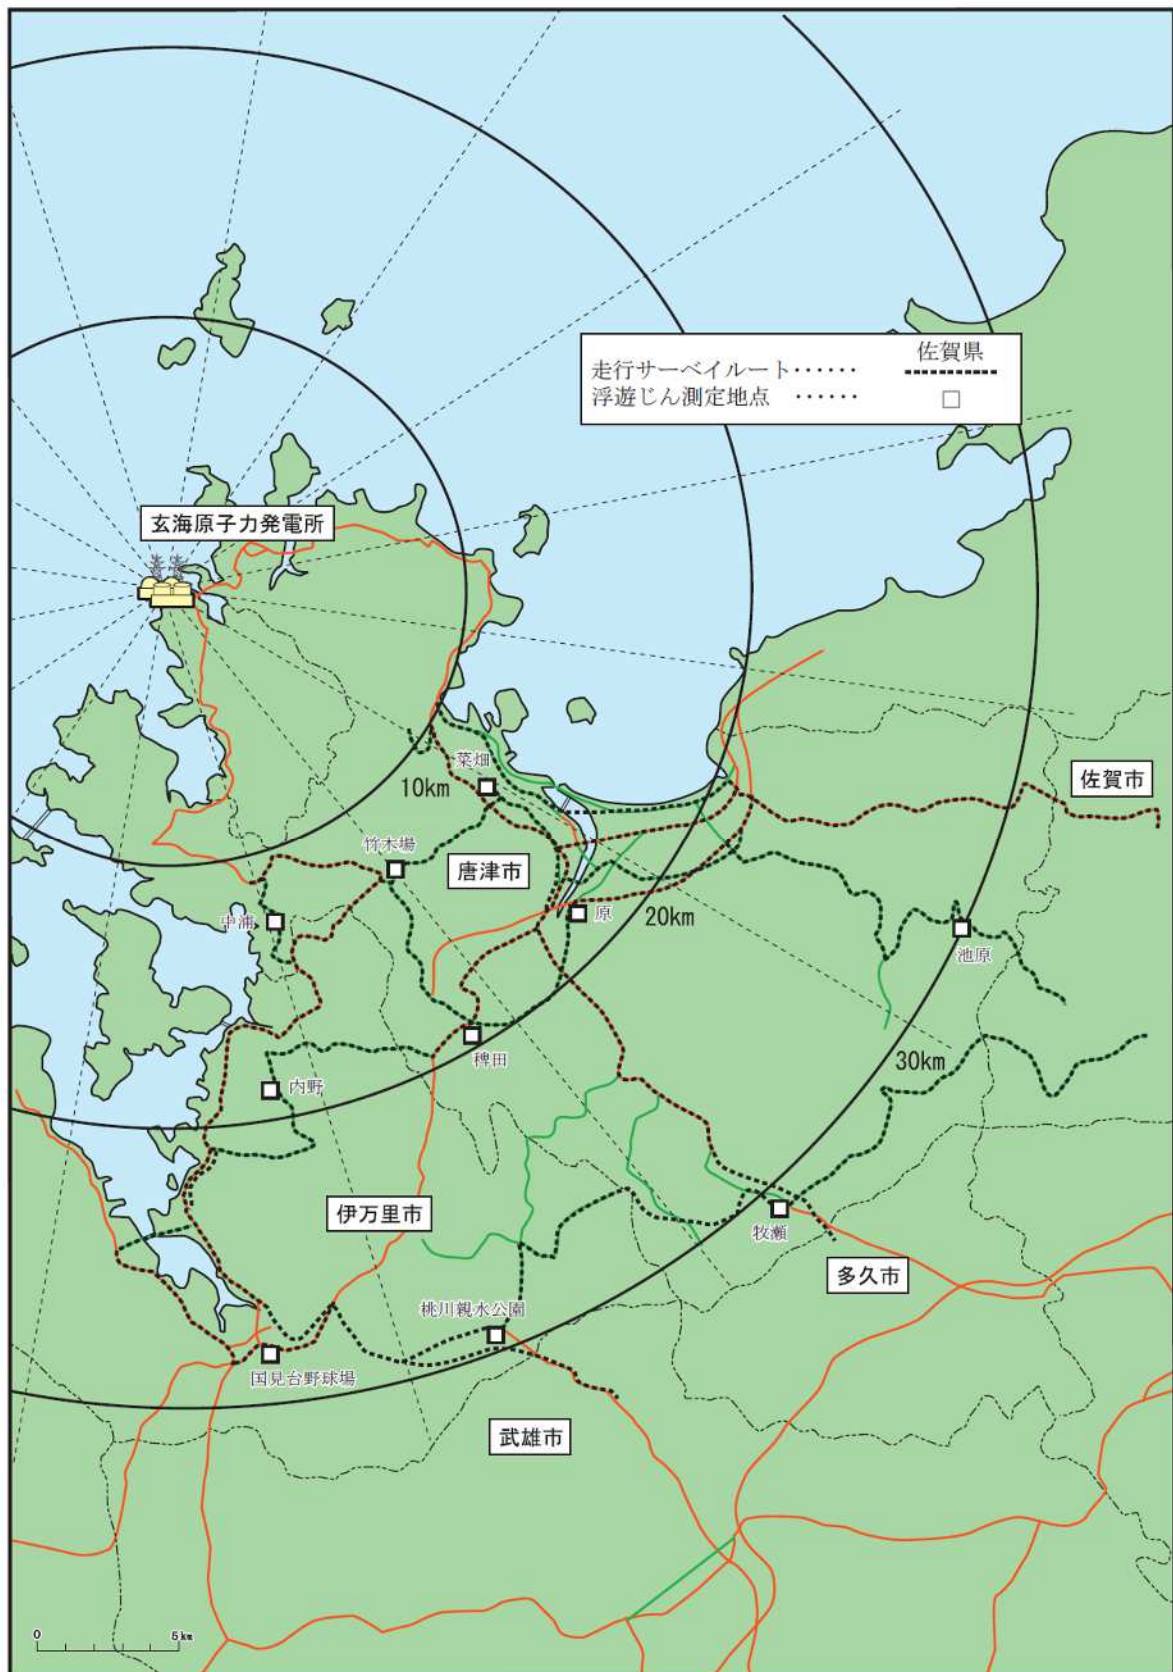 佐賀県
走行サーベイルート・・・・・・
浮遊じん測定地点 ・・・・・・ □
玄海原子力発電所
菜畑
10km
佐賀市
竹木場
唐津市
中浦
原
20km
池原
稗田
30km
内野
伊万里市
牧瀬
多久市
桃川親水公園
国見台野球場
武雄市
0 5km